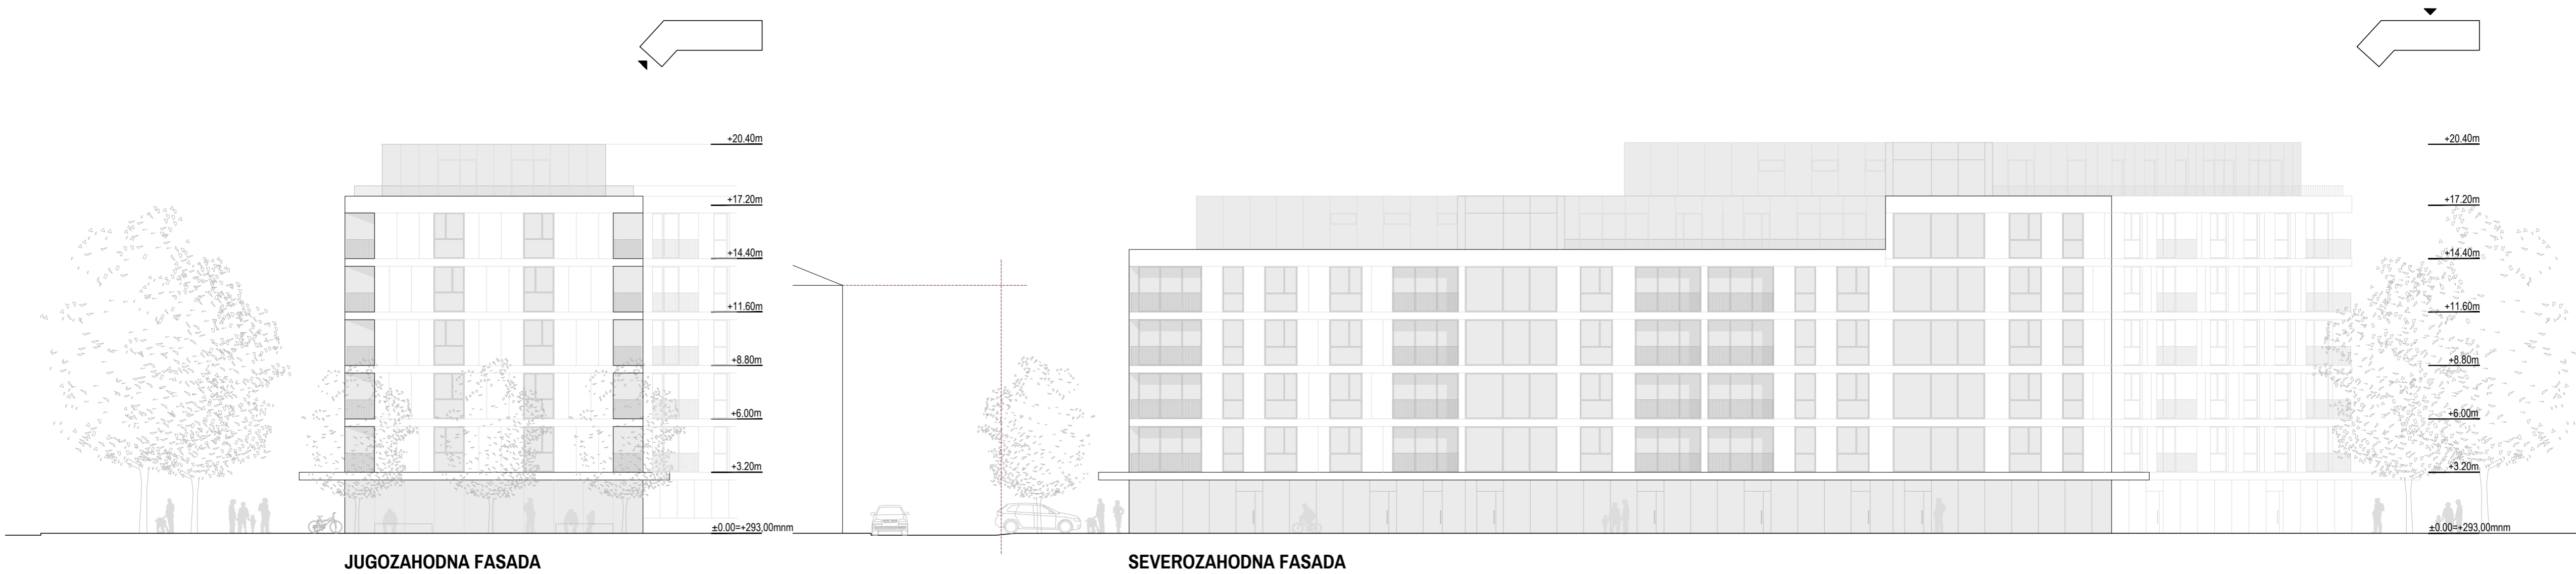 +20.40m
+17.20m
+14.40m
+11.60m
+8.80m
+6.00m
+3.20m
±0.00=+293,00mnm
JUGOZAHODNA FASADA
+20.40m
+17.20m
+14.40m
+11.60m
+8.80m
+6.00m
+3.20m
±0.00=+293,00mnm
SEVEROZAHODNA FASADA